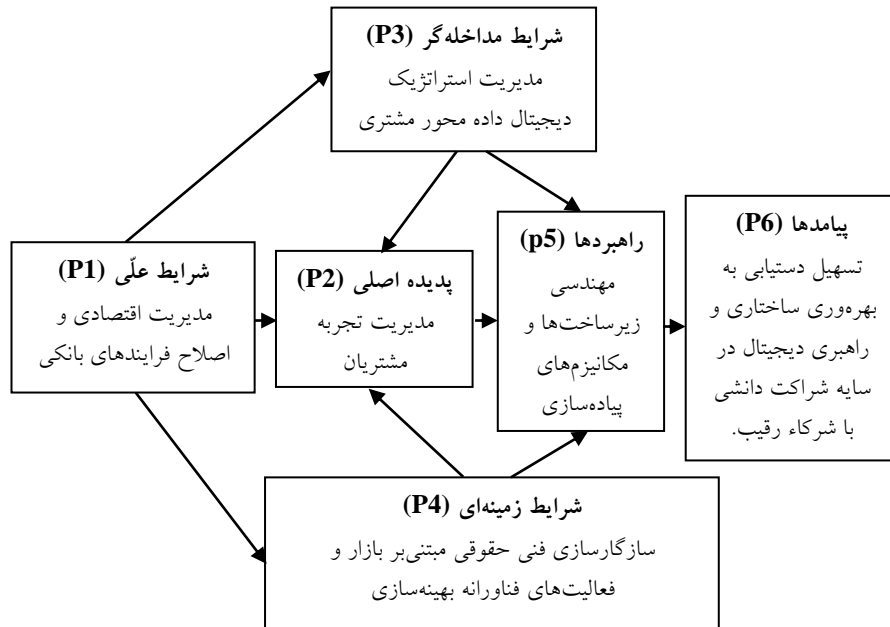 شرایط مداخله‌گر (P3)
مدیریت استراتژیک
دیجیتال داده محور مشتری
شرایط علّی (P1)
مدیریت اقتصادی و
اصلاح فرایندهای بانکی
پدیده اصلی (P2)
مدیریت تجربه
مشتریان
راهبردها (p5)
مهندسی
زیرساخت‌ها و
مکانیزم‌های
پیاده‌سازی
پیامدها (P6)
تسهیل دستیابی به
بهره‌وری ساختاری و
راهبری دیجیتال در
سایه شراکت دانشی
با شرکاء رقیب.
شرایط زمینه‌ای (P4)
سازگارسازی فنی حقوقی مبتنی‌بر بازار و
فعالیت‌های فناورانه بهینه‌سازی